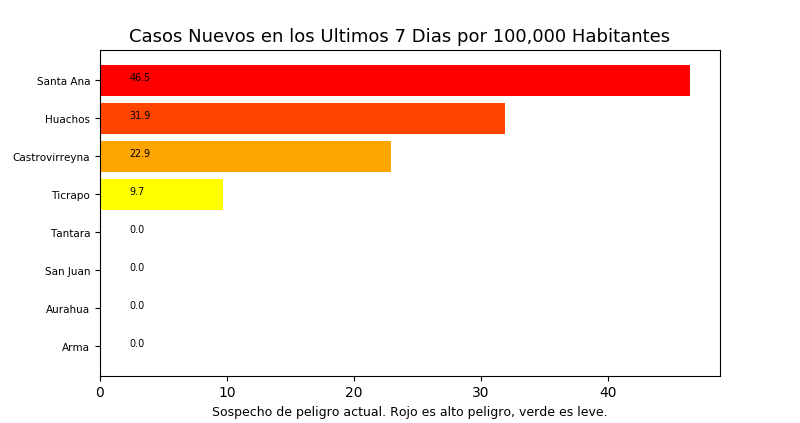 Casos Nuevos en los Ultimos 7 Dias por 100,000 Habitantes
Santa Ana 46.5
Huachos 31.9
Castrovirreyna 22.9
Ticrapo 9.7
Tantara 0.0
San Juan 0.0
Aurahua 0.0
Arma 0.0
0 10 20 30 40
Sospecho de peligro actual. Rojo es alto peligro, verde es leve.